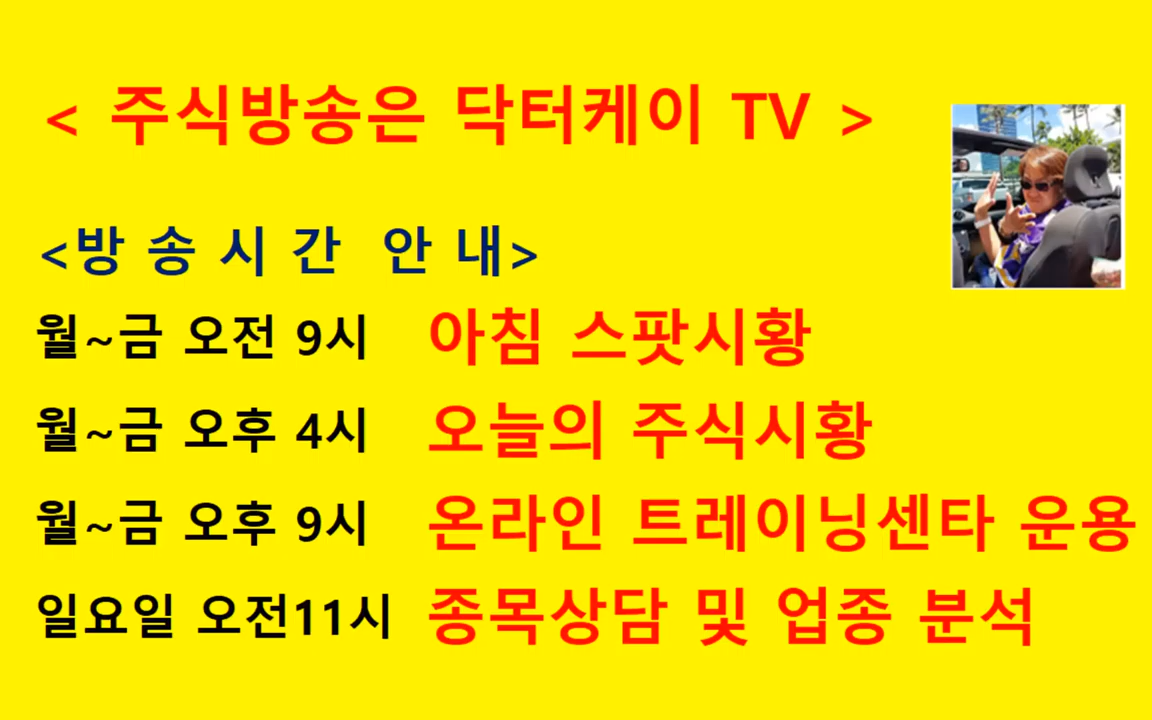 < 주식방송은 닥터케이 TV >
<방 송 시 간 안 내>
월~금 오전 9시 아침 스팟시황
월~금 오후 4시 오늘의 주식시황
월~금 오후 9시 온라인 트레이닝센타 운용
일요일 오전11시 종목상담 및 업종 분석